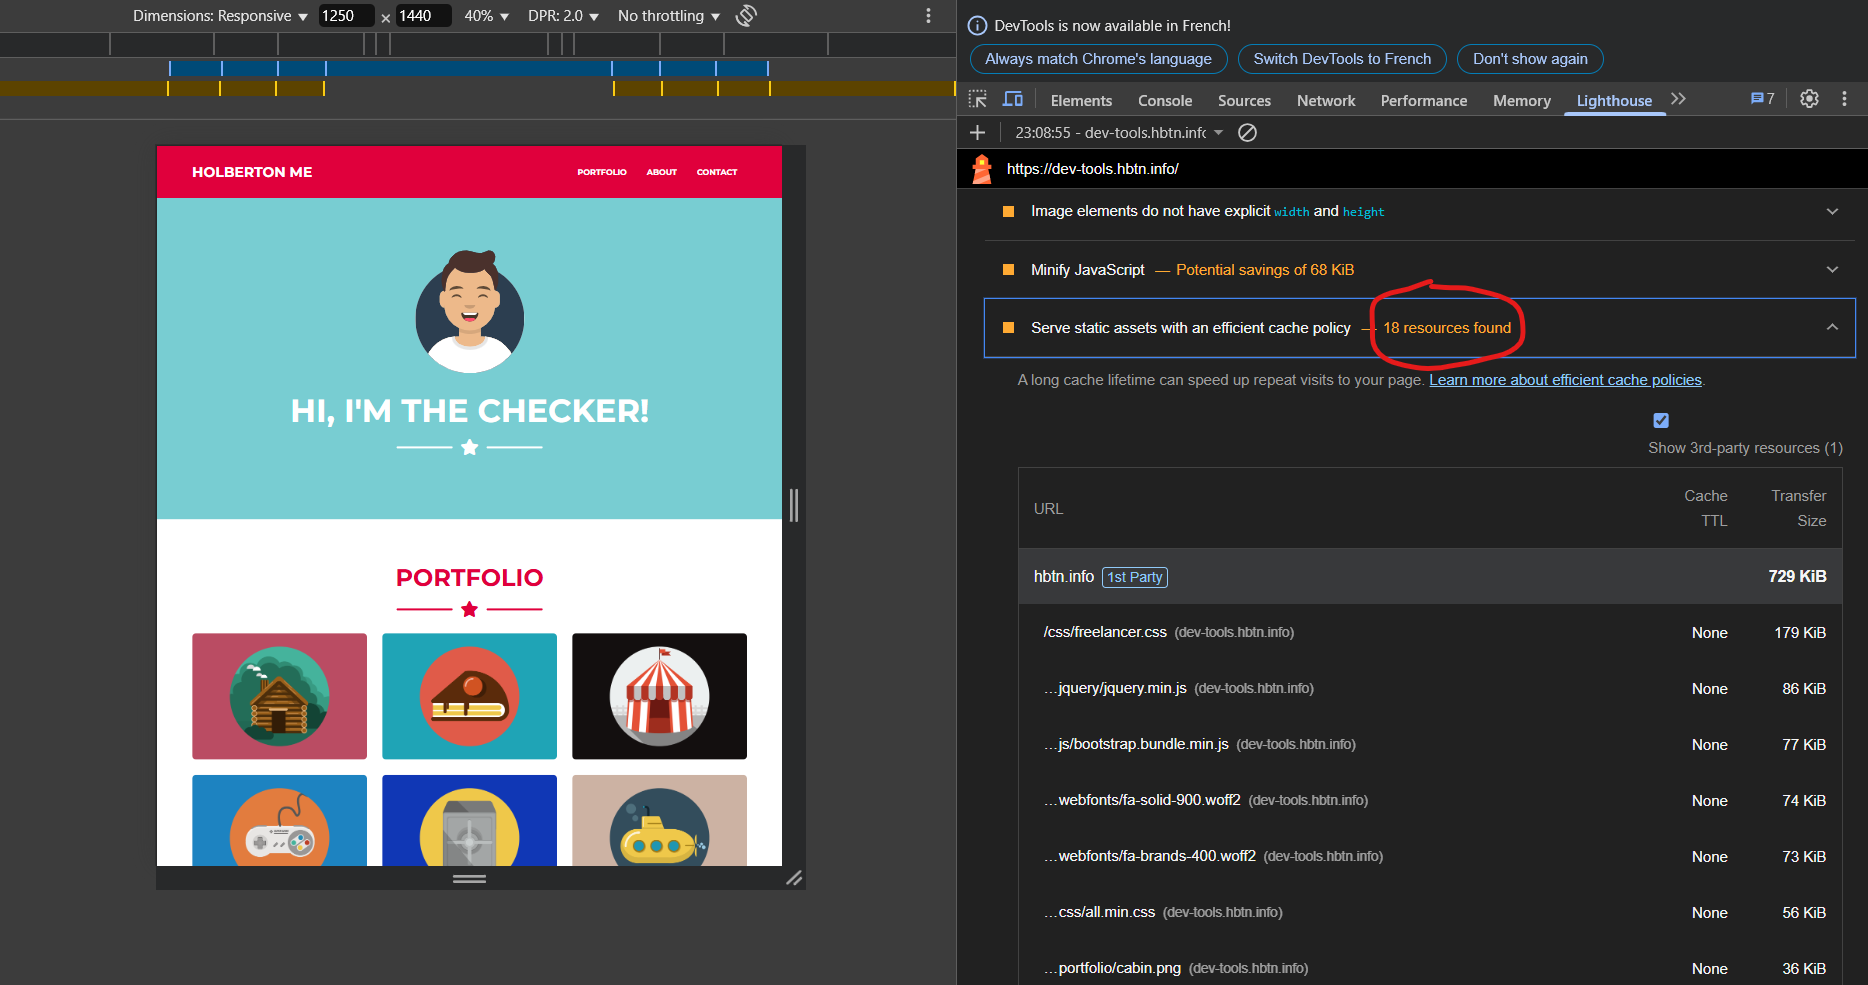 Dimensions: Responsive ▼ 1250 × 1440 40% ▼ DPR: 2.0 ▼ No throttling ▼
HOLBERTON ME
PORTFOLIO ABOUT CONTACT
HI, I'M THE CHECKER!
PORTFOLIO
DevTools is now available in French!
Always match Chrome's language Switch DevTools to French Don't show again
Elements Console Sources Network Performance Memory Lighthouse 7
23:08:55 - dev-tools.hbtn.info
https://dev-tools.hbtn.info/
Image elements do not have explicit width and height
Minify JavaScript — Potential savings of 68 KiB
Serve static assets with an efficient cache policy — 18 resources found
A long cache lifetime can speed up repeat visits to your page. Learn more about efficient cache policies.
Show 3rd-party resources (1)
URL Cache TTL Transfer Size
hbtn.info 1st Party 729 KiB
/css/freelancer.css (dev-tools.hbtn.info) None 179 KiB
…jquery/jquery.min.js (dev-tools.hbtn.info) None 86 KiB
…js/bootstrap.bundle.min.js (dev-tools.hbtn.info) None 77 KiB
…webfonts/fa-solid-900.woff2 (dev-tools.hbtn.info) None 74 KiB
…webfonts/fa-brands-400.woff2 (dev-tools.hbtn.info) None 73 KiB
…css/all.min.css (dev-tools.hbtn.info) None 56 KiB
…portfolio/cabin.png (dev-tools.hbtn.info) None 36 KiB